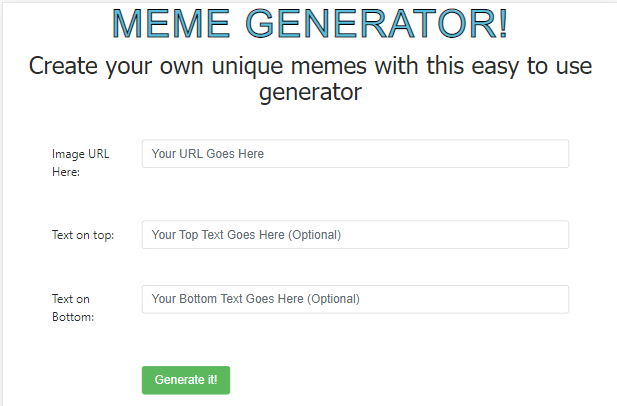 MEME GENERATOR!
Create your own unique memes with this easy to use
generator
Image URL
Here:
Your URL Goes Here
Text on top:
Your Top Text Goes Here (Optional)
Text on
Bottom:
Your Bottom Text Goes Here (Optional)
Generate it!